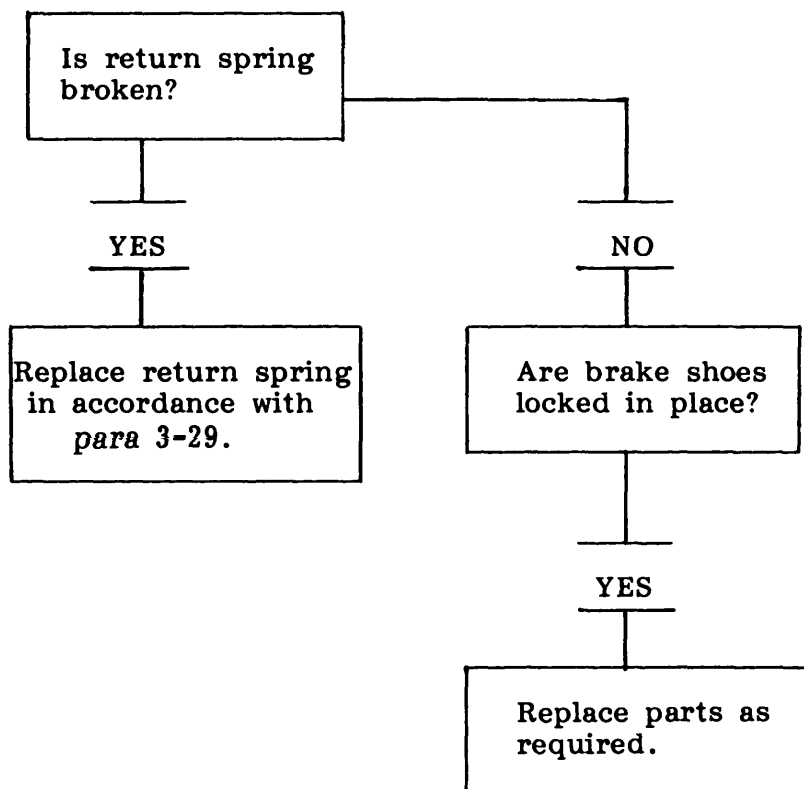 Is return spring
broken?
YES
NO
Replace return spring
in accordance with
para 3-29.
Are brake shoes
locked in place?
YES
Replace parts as
required.